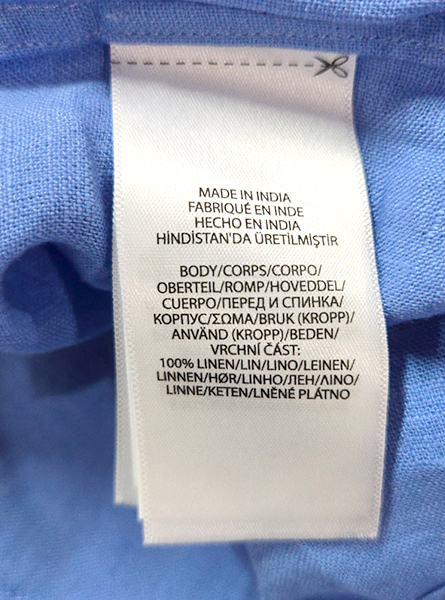 MADE IN INDIA
FABRIQUÉ EN INDE
HECHO EN INDIA
HİNDİSTAN'DA ÜRETİLMİŞTİR
BODY/CORPS/CORPO/
OBERTEIL/ROMP/HOVEDDEL/
CUERPO/ПЕРЕД И СПИНКА/
КОРПУС/ΣΩΜΑ/BRUK (KROPP)/
ANVÄND (KROPP)/BEDEN/
VRCHNÍ ČÁST:
100% LINEN/LIN/LINO/LEINEN/
LINNEN/HØR/LINHO/ЛЕН/ΛΙΝΟ/
LINNE/KETEN/LNĚNÉ PLÁTNO